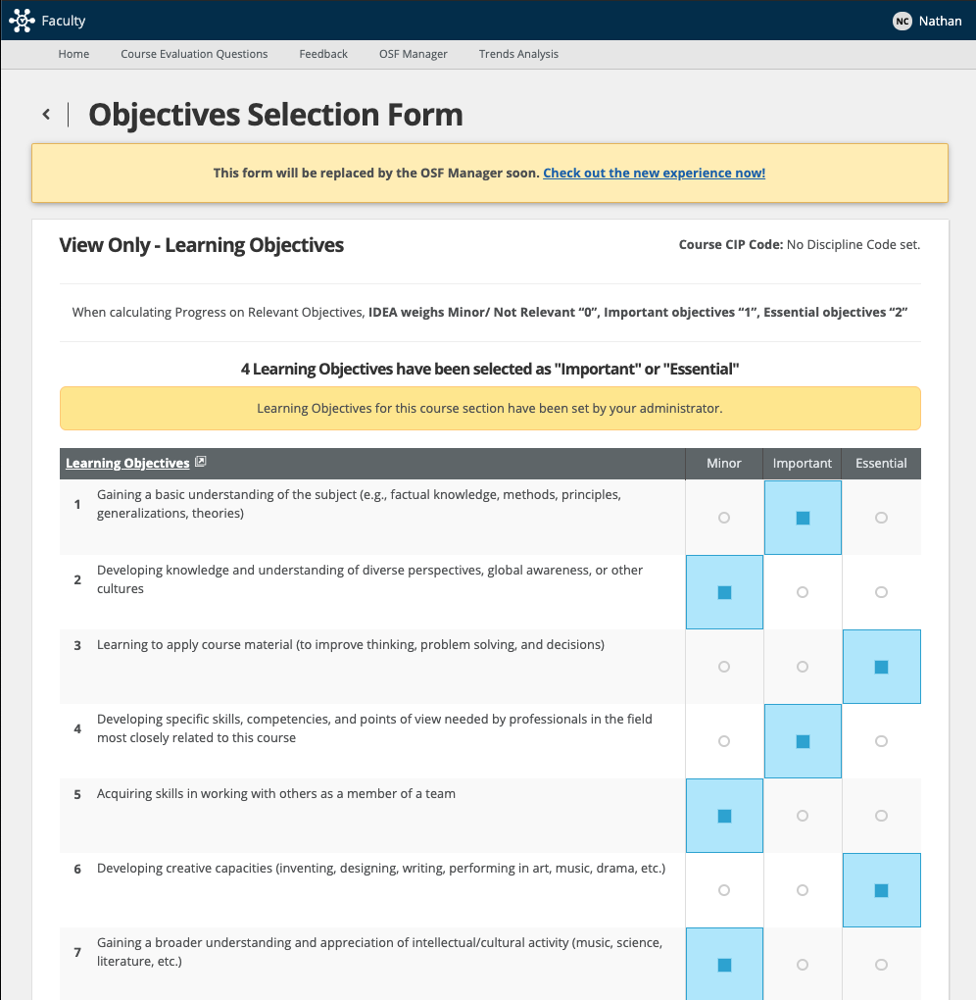 Faculty
NC Nathan
Home Course Evaluation Questions Feedback OSF Manager Trends Analysis
Objectives Selection Form
This form will be replaced by the OSF Manager soon. Check out the new experience now!
View Only - Learning Objectives
Course CIP Code: No Discipline Code set.
When calculating Progress on Relevant Objectives, IDEA weighs Minor/ Not Relevant “0”, Important objectives “1”, Essential objectives “2”
4 Learning Objectives have been selected as "Important" or "Essential"
Learning Objectives for this course section have been set by your administrator.
Learning Objectives Minor Important Essential
1 Gaining a basic understanding of the subject (e.g., factual knowledge, methods, principles,
generalizations, theories)
2 Developing knowledge and understanding of diverse perspectives, global awareness, or other
cultures
3 Learning to apply course material (to improve thinking, problem solving, and decisions)
4 Developing specific skills, competencies, and points of view needed by professionals in the field
most closely related to this course
5 Acquiring skills in working with others as a member of a team
6 Developing creative capacities (inventing, designing, writing, performing in art, music, drama, etc.)
7 Gaining a broader understanding and appreciation of intellectual/cultural activity (music, science,
literature, etc.)